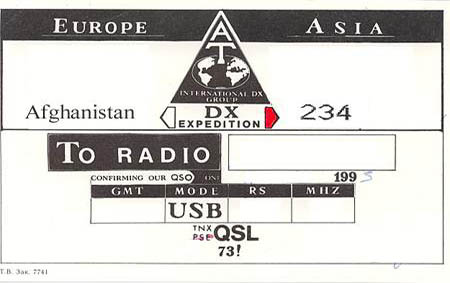 EUROPE ASIA
AT
INTERNATIONAL DX
GROUP
Afghanistan DX 234
EXPEDITION
TO RADIO
CONFIRMING OUR QSO ON: 1995
GMT MODE RS MHZ
USB
TNX
PSE QSL
73!
Т.В. Зак. 7741